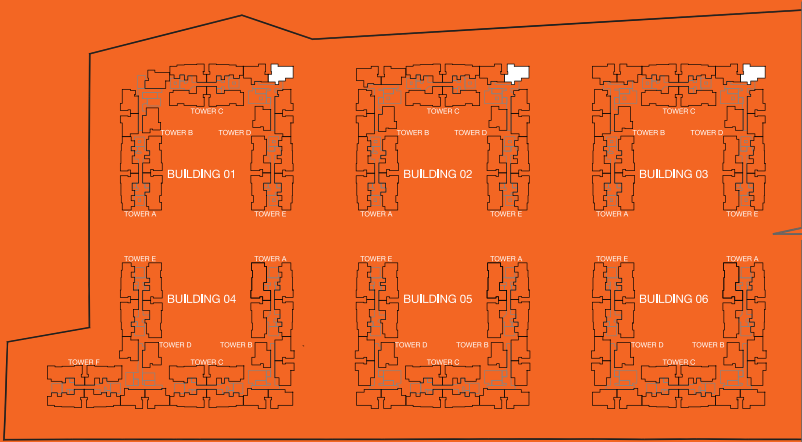 TOWER C TOWER C TOWER C
TOWER B TOWER D TOWER B TOWER D TOWER B TOWER D
BUILDING 01 BUILDING 02 BUILDING 03
TOWER A TOWER E TOWER A TOWER E TOWER A TOWER E
TOWER E TOWER A TOWER E TOWER A TOWER E TOWER A
BUILDING 04 BUILDING 05 BUILDING 06
TOWER D TOWER B TOWER D TOWER B TOWER D TOWER B
TOWER F TOWER C TOWER C TOWER C